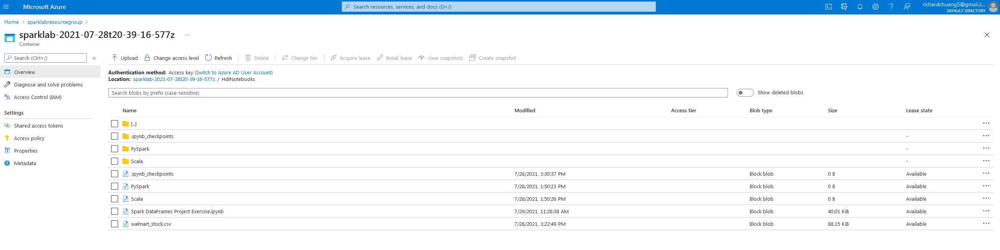 Microsoft Azure
Search resources, services, and docs (G+/)
richardchuang5@gmail.c...
DEFAULT DIRECTORY
Home > sparklabresourcegroup >
sparklab-2021-07-28t20-39-16-577z ...
Container
Search (Ctrl+/) «
Upload Change access level Refresh Delete Change tier Acquire lease Break lease View snapshots Create snapshot
Overview
Diagnose and solve problems
Access Control (IAM)
Settings
Shared access tokens
Access policy
Properties
Metadata
Authentication method: Access key (Switch to Azure AD User Account)
Location: sparklab-2021-07-28t20-39-16-577z / HdiNotebooks
Search blobs by prefix (case-sensitive) Show deleted blobs
Name Modified Access tier Blob type Size Lease state
[..] ...
.ipynb_checkpoints - ...
PySpark - ...
Scala - ...
.ipynb_checkpoints 7/28/2021, 3:30:37 PM Block blob 0 B Available ...
PySpark 7/28/2021, 1:50:23 PM Block blob 0 B Available ...
Scala 7/28/2021, 1:50:26 PM Block blob 0 B Available ...
Spark DataFrames Project Exercise.ipynb 7/29/2021, 11:28:38 AM Block blob 40.01 KiB Available ...
walmart_stock.csv 7/28/2021, 3:22:49 PM Block blob 88.15 KiB Available ...